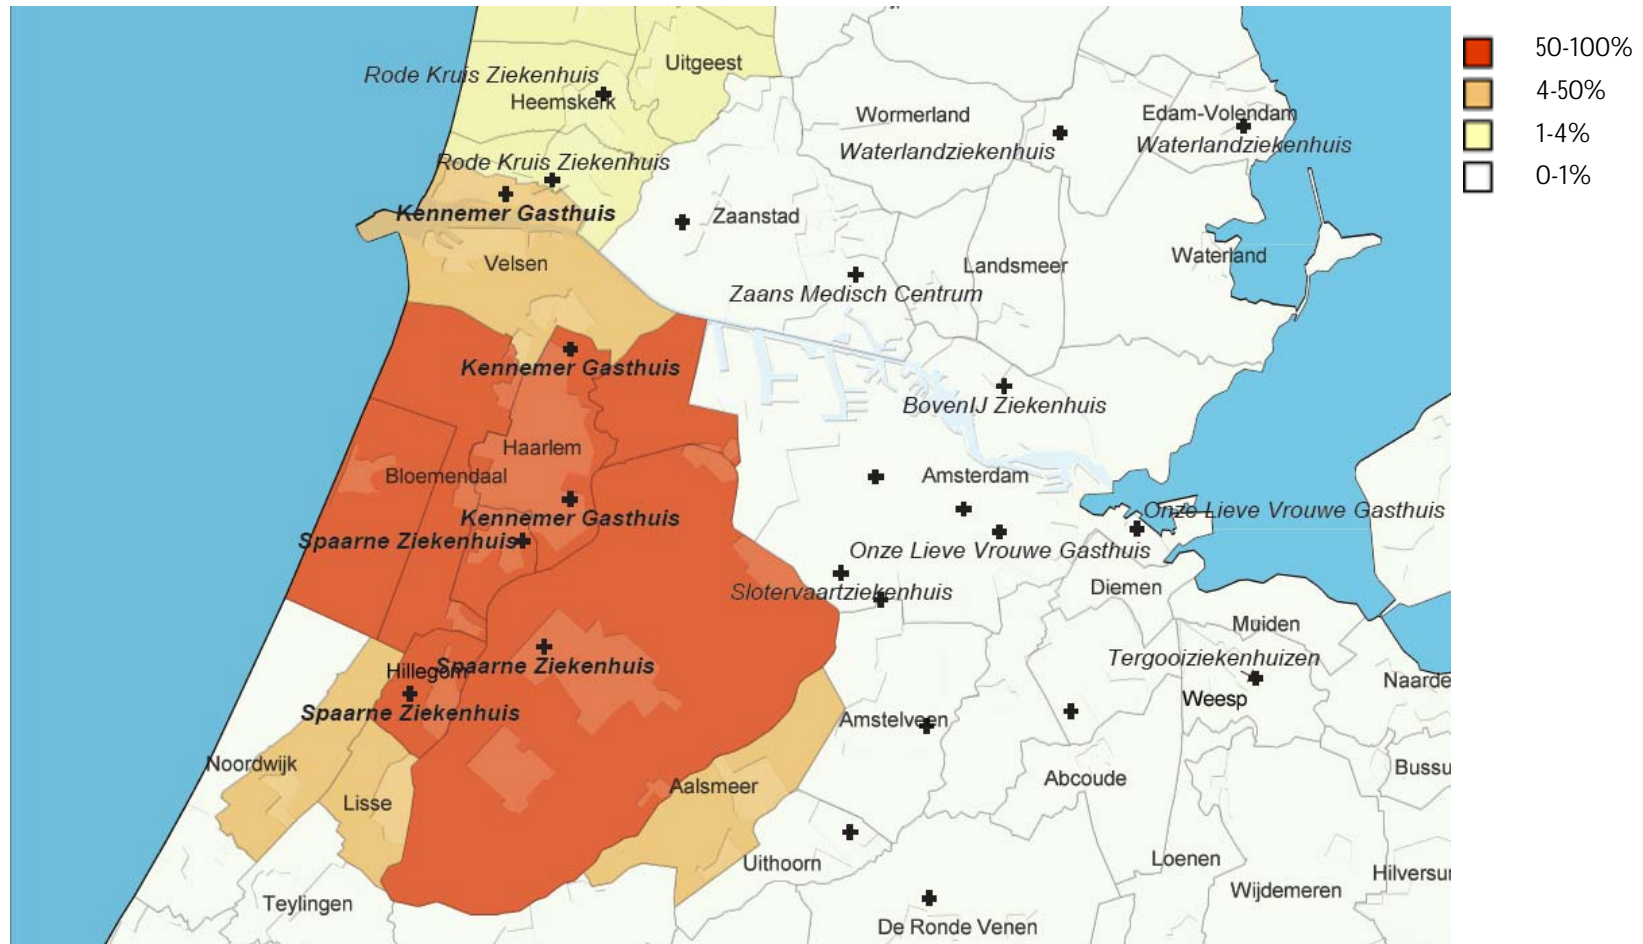 50-100%
4-50%
1-4%
0-1%
Uitgeest
Rode Kruis Ziekenhuis
Heemskerk
Wormerland
Edam-Volendam
Waterlandziekenhuis
Waterlandziekenhuis
Rode Kruis Ziekenhuis
Kennemer Gasthuis
Zaanstad
Velsen
Landsmeer
Waterland
Zaans Medisch Centrum
Kennemer Gasthuis
BovenIJ Ziekenhuis
Haarlem
Bloemendaal
Amsterdam
Kennemer Gasthuis
Onze Lieve Vrouwe Gasthuis
Spaarne Ziekenhuis
Onze Lieve Vrouwe Gasthuis
Slotervaartziekenhuis
Diemen
Muiden
Hillegom
Spaarne Ziekenhuis
Tergooiziekenhuizen
Naarde
Weesp
Spaarne Ziekenhuis
Amstelveen
Noordwijk
Abcoude
Bussu
Aalsmeer
Lisse
Uithoorn
Loenen
Hilversu
Wijdemeren
Teylingen
De Ronde Venen